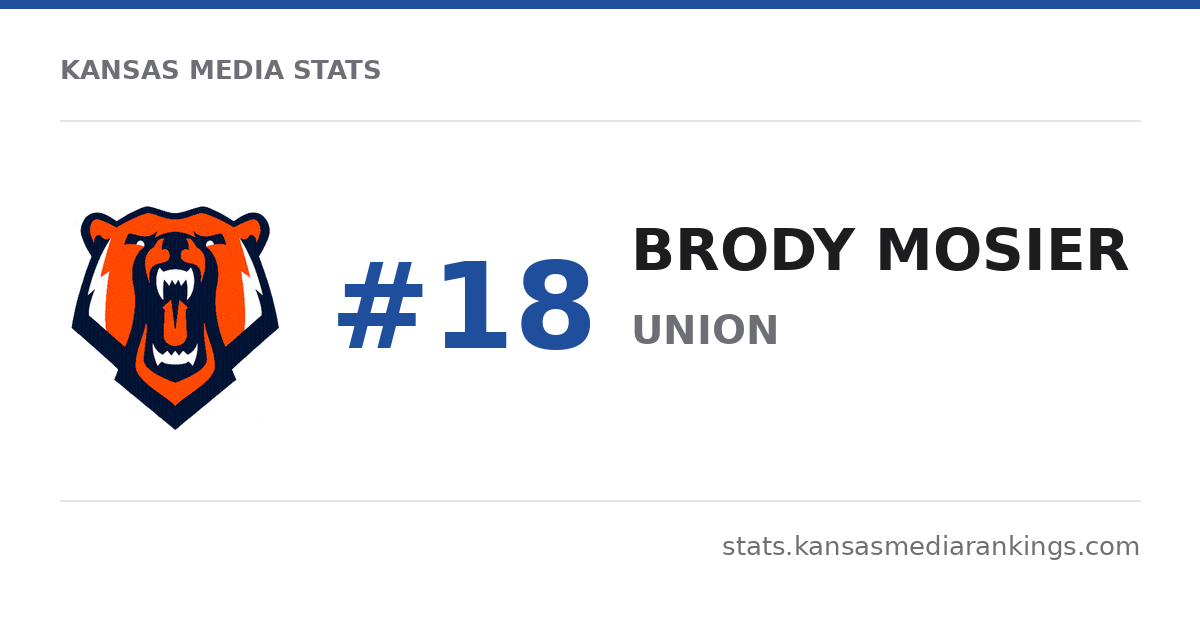 KANSAS MEDIA STATS
#18
BRODY MOSIER
UNION
stats.kansasmediarankings.com